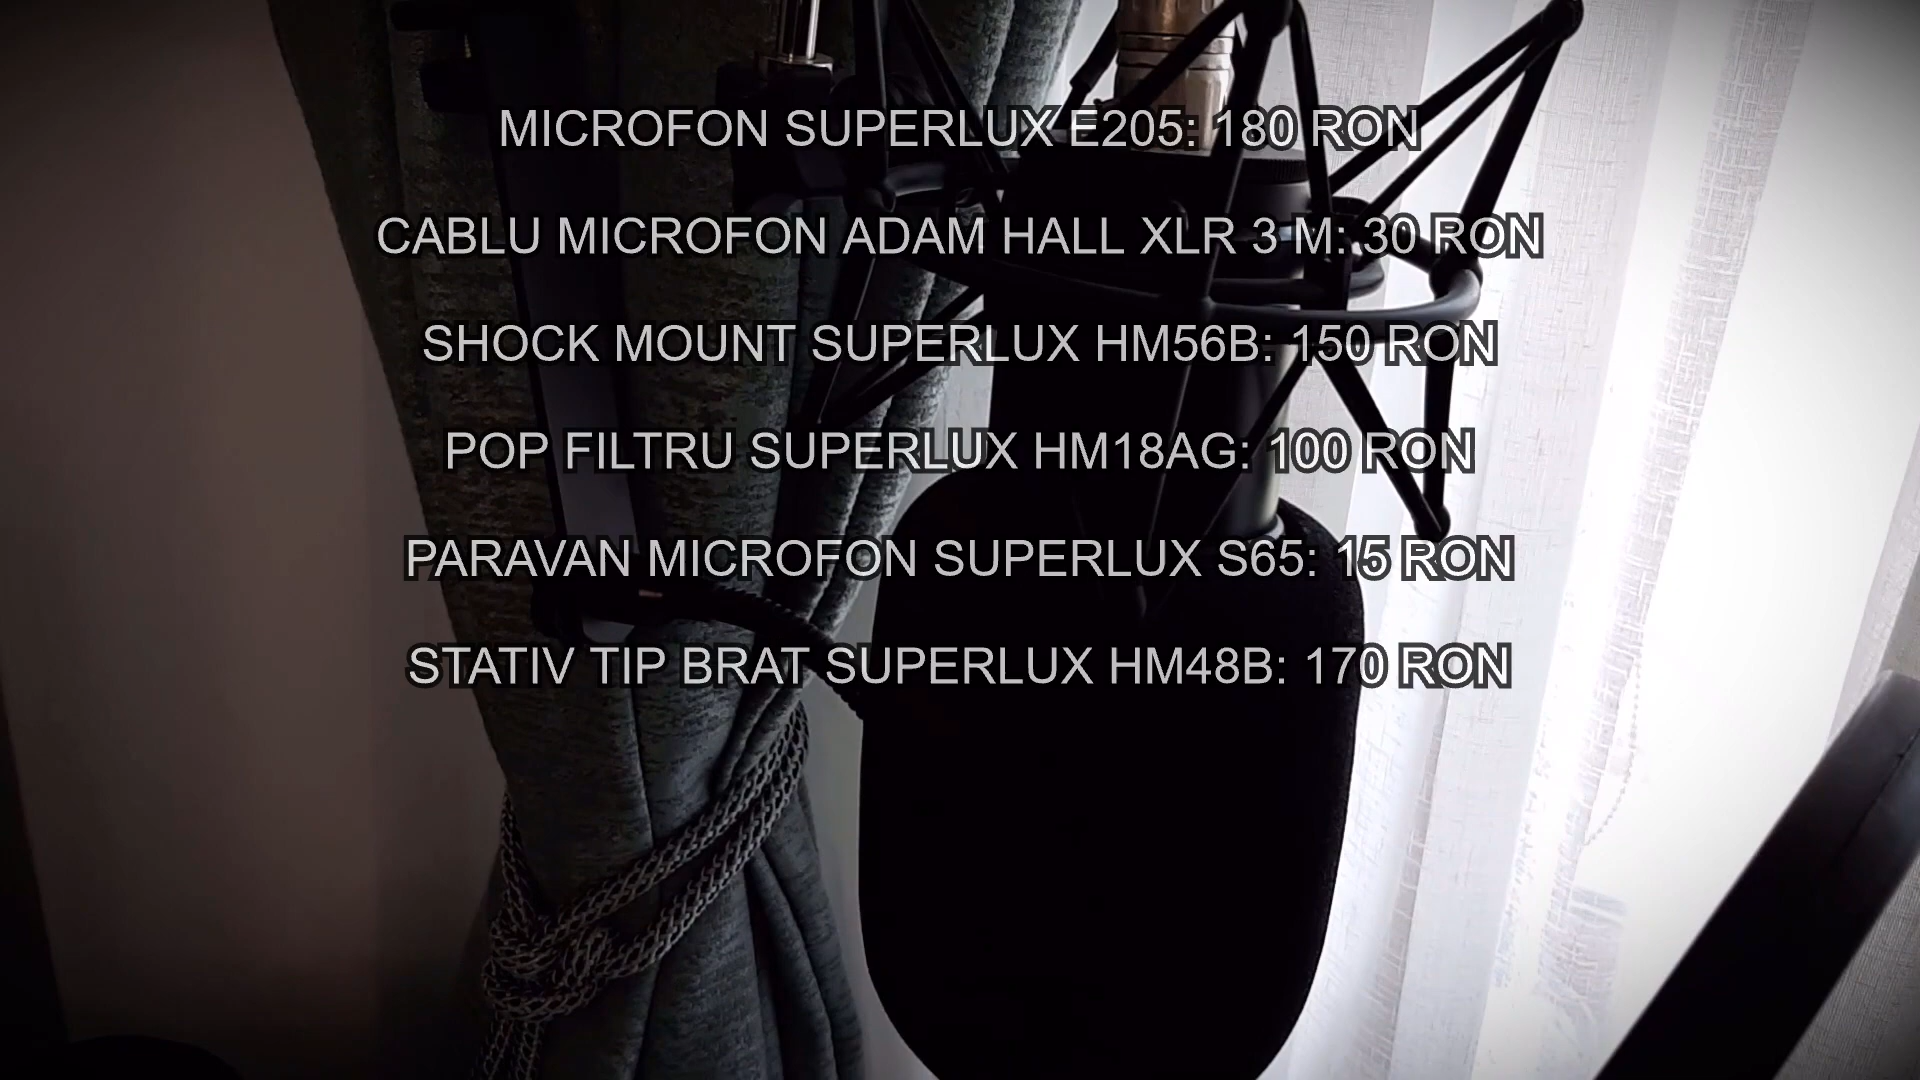 MICROFON SUPERLUX E205: 180 RON
CABLU MICROFON ADAM HALL XLR 3 M: 30 RON
SHOCK MOUNT SUPERLUX HM56B: 150 RON
POP FILTRU SUPERLUX HM18AG: 100 RON
PARAVAN MICROFON SUPERLUX S65: 15 RON
STATIV TIP BRAT SUPERLUX HM48B: 170 RON